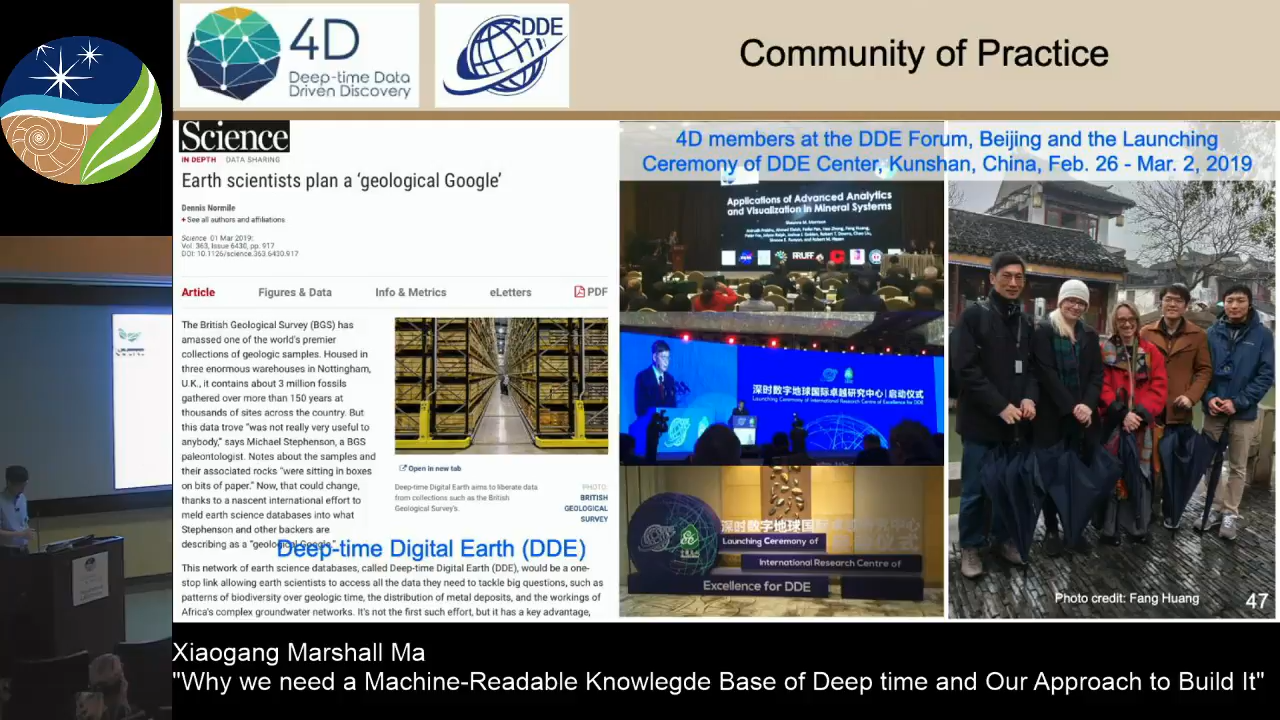 4D
Deep-time Data
Driven Discovery
DDE
Community of Practice
Science
IN DEPTH DATA SHARING
Earth scientists plan a ‘geological Google’
Dennis Normile
+ See all authors and affiliations
Science 01 Mar 2019:
Vol. 363, Issue 6430, pp. 917
DOI: 10.1126/science.363.6430.917
Article Figures & Data Info & Metrics eLetters PDF
The British Geological Survey (BGS) has
amassed one of the world's premier
collections of geologic samples. Housed in
three enormous warehouses in Nottingham,
U.K., it contains about 3 million fossils
gathered over more than 150 years at
thousands of sites across the country. But
this data trove “was not really very useful to
anybody,” says Michael Stephenson, a BGS
paleontologist. Notes about the samples and
their associated rocks “were sitting in boxes
on bits of paper.” Now, that could change,
thanks to a nascent international effort to
meld earth science databases into what
Stephenson and other backers are
describing as a “geological Google.”
Open in new tab
Deep-time Digital Earth aims to liberate data
from collections such as the British
Geological Survey's.
PHOTO:
BRITISH
GEOLOGICAL
SURVEY
Deep-time Digital Earth (DDE)
This network of earth science databases, called Deep-time Digital Earth (DDE), would be a one-
stop link allowing earth scientists to access all the data they need to tackle big questions, such as
patterns of biodiversity over geologic time, the distribution of metal deposits, and the workings of
Africa's complex groundwater networks. It's not the first such effort, but it has a key advantage,
4D members at the DDE Forum, Beijing and the Launching
Ceremony of DDE Center, Kunshan, China, Feb. 26 - Mar. 2, 2019
Applications of Advanced Analytics
and Visualization in Mineral Systems
RRUFF
深时数字地球国际卓越研究中心 | 启动仪式
Launching Ceremony of International Research Centre of Excellence for DDE
深时数字地球国际卓越研究中心
Launching Ceremony of
International Research Centre of
Excellence for DDE
Photo credit: Fang Huang
47
Xiaogang Marshall Ma
"Why we need a Machine-Readable Knowlegde Base of Deep time and Our Approach to Build It"